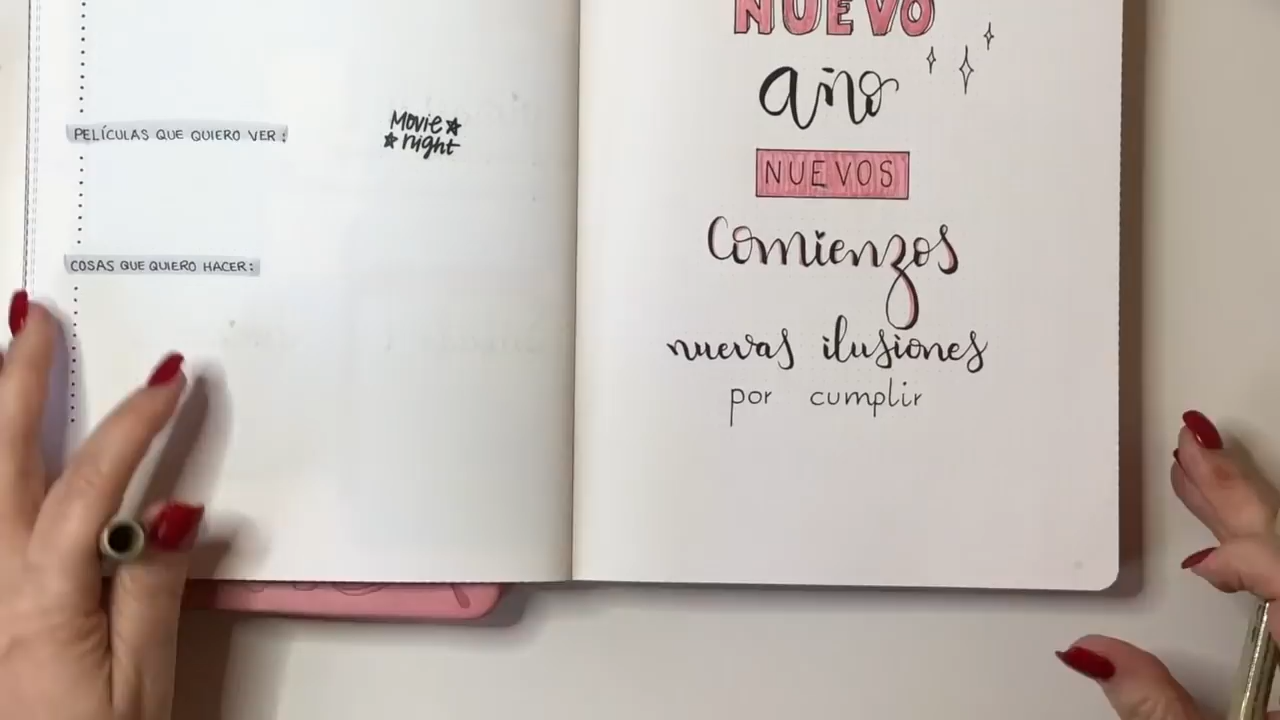 PELÍCULAS QUE QUIERO VER:
Movie
night
COSAS QUE QUIERO HACER:
NUEVO
año
NUEVOS
Comienzos
nuevas ilusiones
por cumplir